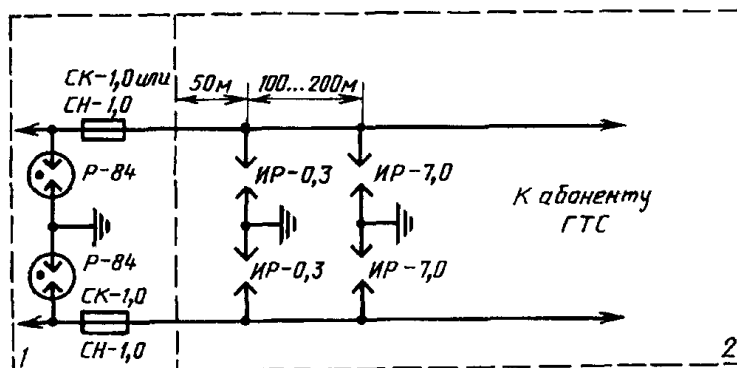 СК-1,0 или
СН-1,0
50м
100...200м
Р-84
ИР-0,3
ИР-7,0
К абоненту
ГТС
Р-84
ИР-0,3
ИР-7,0
СК-1,0
СН-1,0
1
2